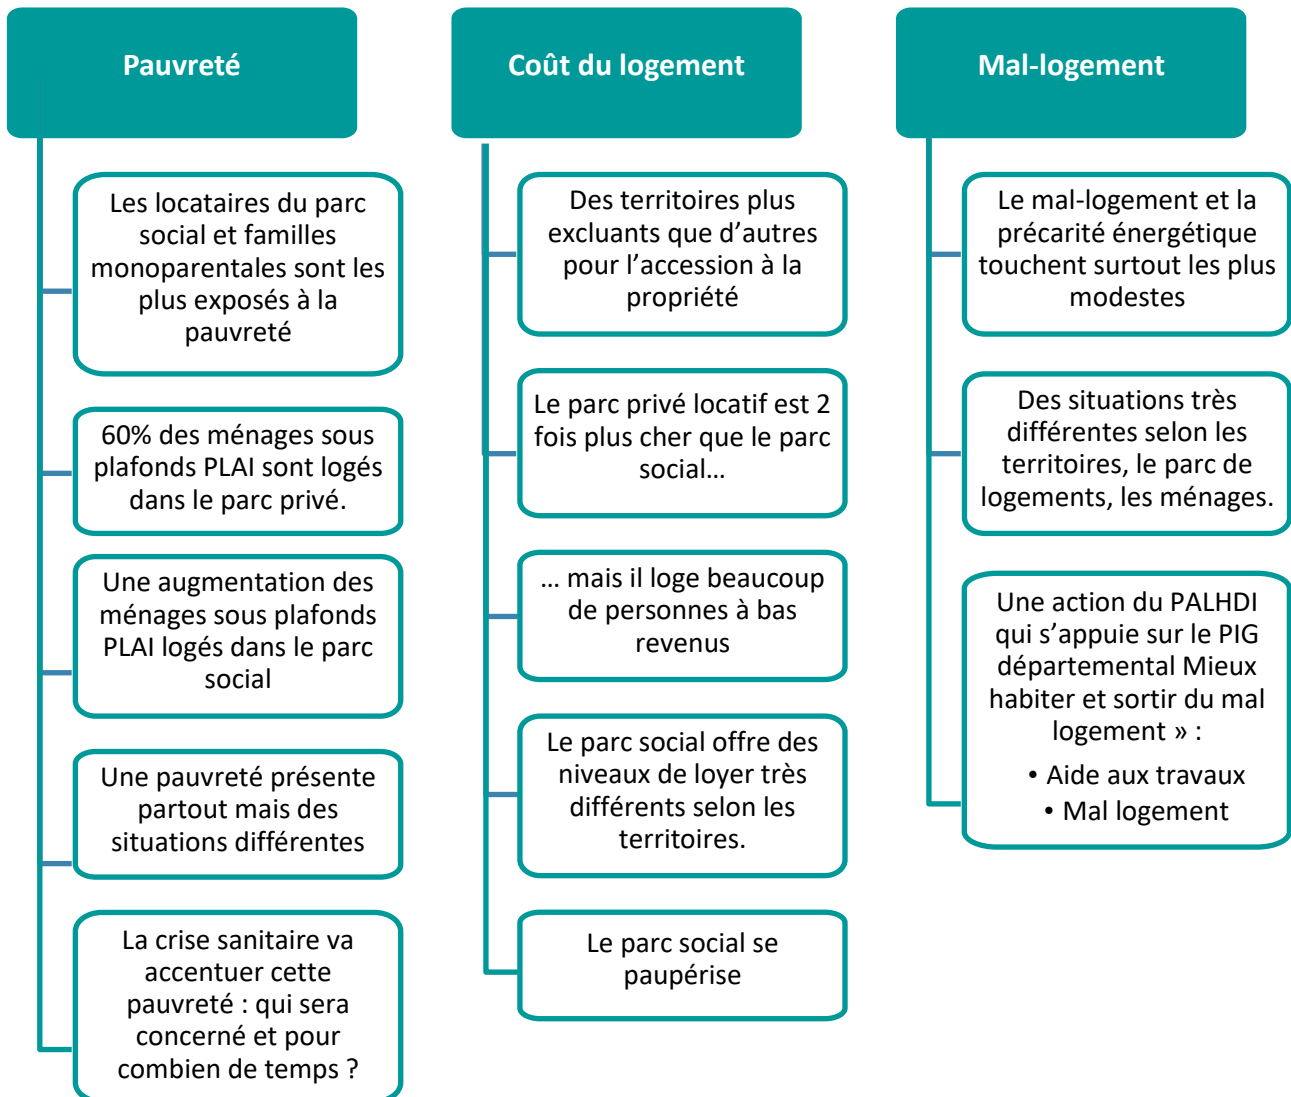 Pauvreté
Les locataires du parc
social et familles
monoparentales sont les
plus exposés à la
pauvreté
60% des ménages sous
plafonds PLAI sont logés
dans le parc privé.
Une augmentation des
ménages sous plafonds
PLAI logés dans le parc
social
Une pauvreté présente
partout mais des
situations différentes
La crise sanitaire va
accentuer cette
pauvreté : qui sera
concerné et pour
combien de temps ?
Coût du logement
Des territoires plus
excluants que d’autres
pour l’accession à la
propriété
Le parc privé locatif est 2
fois plus cher que le parc
social…
… mais il loge beaucoup
de personnes à bas
revenus
Le parc social offre des
niveaux de loyer très
différents selon les
territoires.
Le parc social se
paupérise
Mal-logement
Le mal-logement et la
précarité énergétique
touchent surtout les plus
modestes
Des situations très
différentes selon les
territoires, le parc de
logements, les ménages.
Une action du PALHDI
qui s’appuie sur le PIG
départemental Mieux
habiter et sortir du mal
logement » :
• Aide aux travaux
• Mal logement